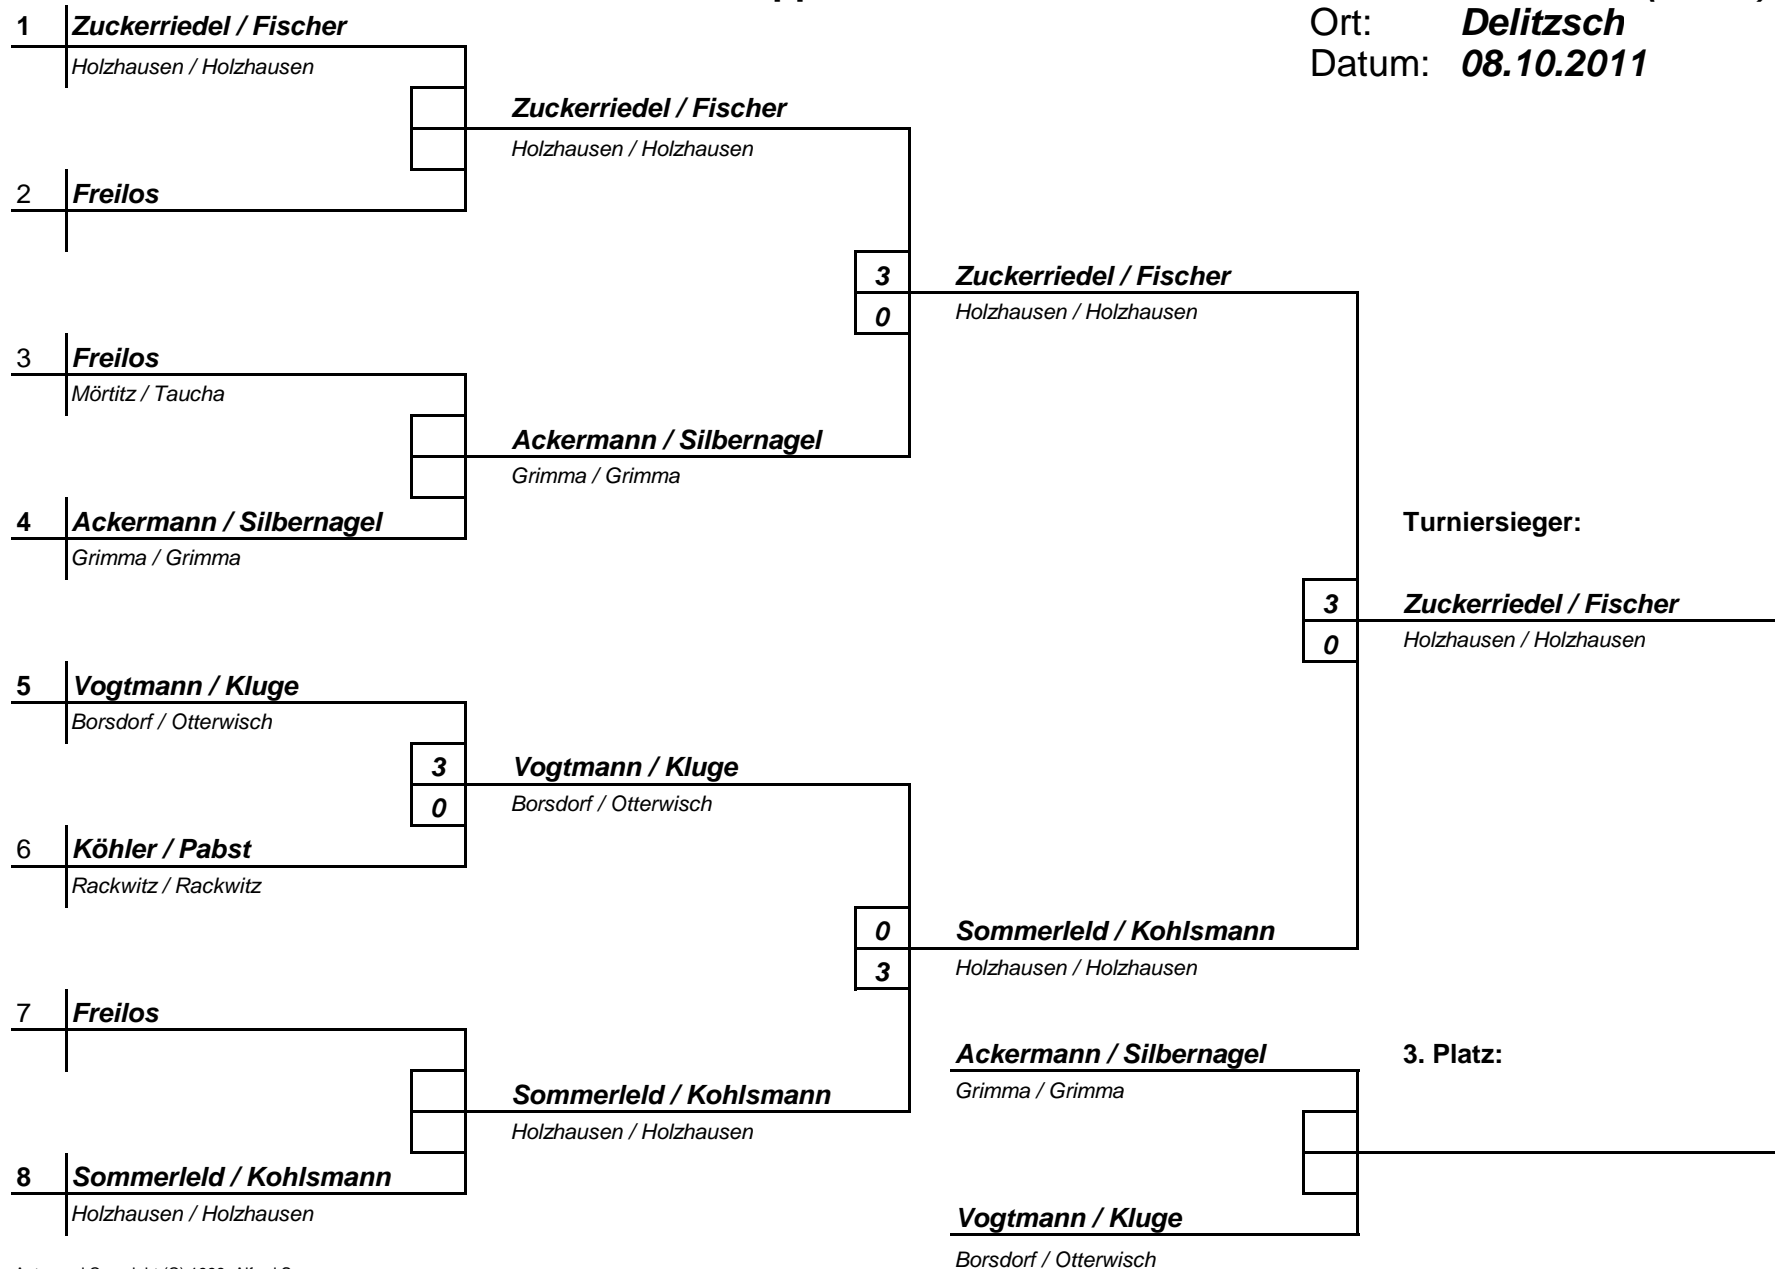 1 Zuckerriedel / Fischer
Holzhausen / Holzhausen
Ort: Delitzsch
Datum: 08.10.2011
Zuckerriedel / Fischer
Holzhausen / Holzhausen
2 Freilos
3
0
Zuckerriedel / Fischer
Holzhausen / Holzhausen
3 Freilos
Mörtitz / Taucha
Ackermann / Silbernagel
Grimma / Grimma
4 Ackermann / Silbernagel
Grimma / Grimma
Turniersieger:
3
0
Zuckerriedel / Fischer
Holzhausen / Holzhausen
5 Vogtmann / Kluge
Borsdorf / Otterwisch
3
0
Vogtmann / Kluge
Borsdorf / Otterwisch
6 Köhler / Pabst
Rackwitz / Rackwitz
0
3
Sommerleld / Kohlsmann
Holzhausen / Holzhausen
7 Freilos
Sommerleld / Kohlsmann
Holzhausen / Holzhausen
8 Sommerleld / Kohlsmann
Holzhausen / Holzhausen
Ackermann / Silbernagel
Grimma / Grimma
3. Platz:
Vogtmann / Kluge
Borsdorf / Otterwisch